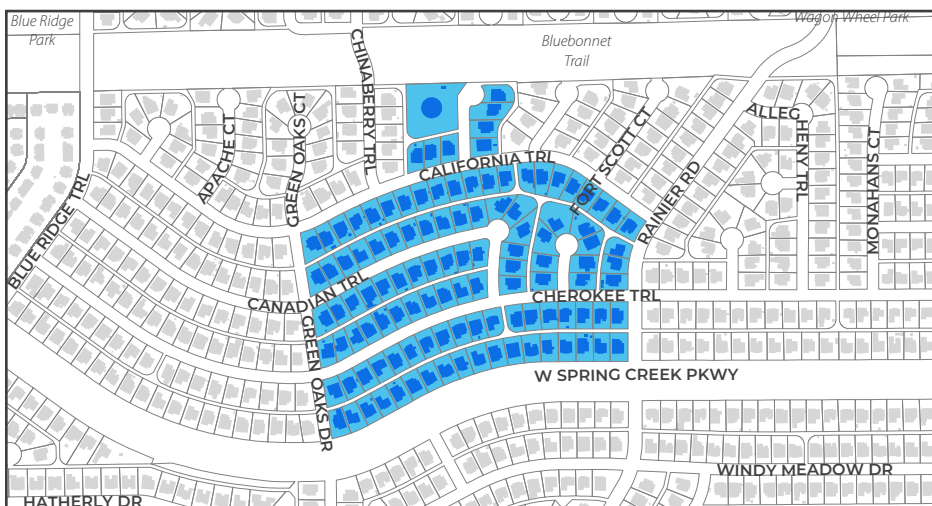 Blue Ridge
Park
Wagon Wheel Park
Bluebonnet
Trail
CHINABERRY TRL
APACHE CT
GREEN OAKS CT
CALIFORNIA TRL
FORT SCOTT CT
RAINIER RD
ALLEG
HENY TRL
MONAHANS CT
BLUE RIDGE TRL
CANADIAN TRL
CHEROKEE TRL
GREEN OAKS DR
W SPRING CREEK PKWY
WINDY MEADOW DR
HATHERLY DR